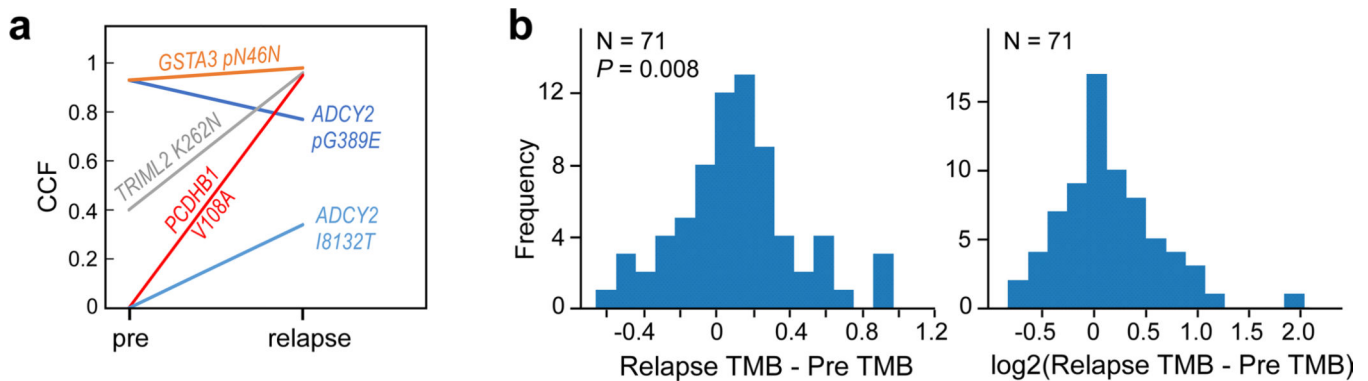 a
CCF
1
0.8
0.6
0.4
0.2
0
GSTA3 pN46N
TRIML2 K262N
PCDHB1
V108A
ADCY2
pG389E
ADCY2
I8132T
pre
relapse
b
N = 71
P = 0.008
Frequency
12
8
4
0
-0.4
0
0.4
0.8
1.2
Relapse TMB - Pre TMB
N = 71
15
10
5
0
-0.5
0
0.5
1.0
1.5
2.0
log2(Relapse TMB - Pre TMB)